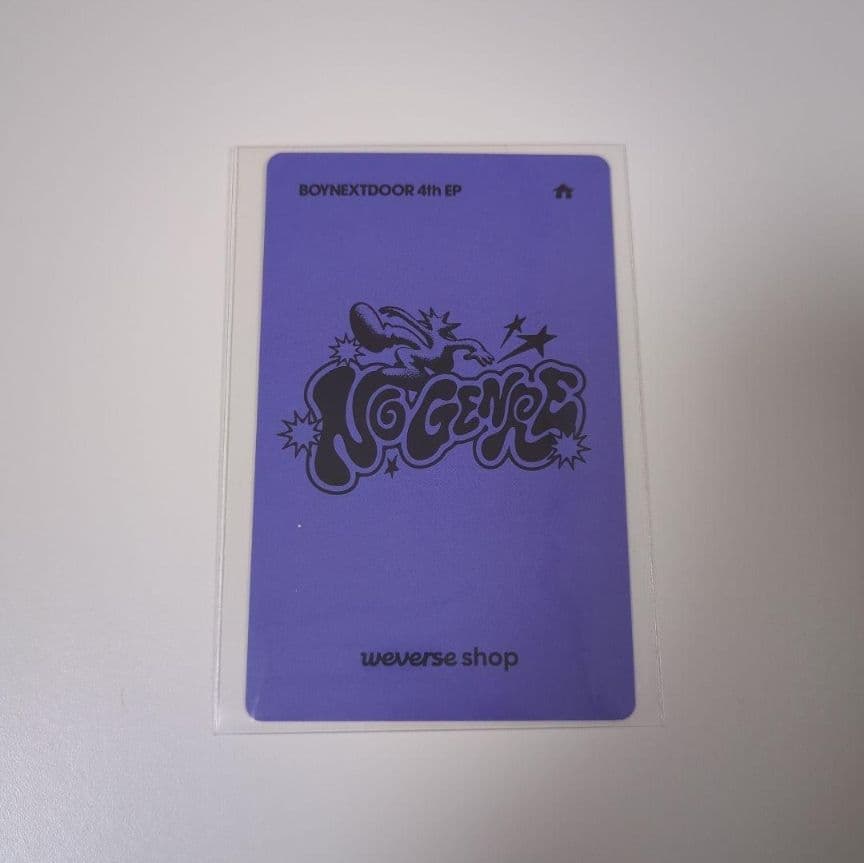 BOYNEXTDOOR 4th EP
NO GENRE
weverse shop